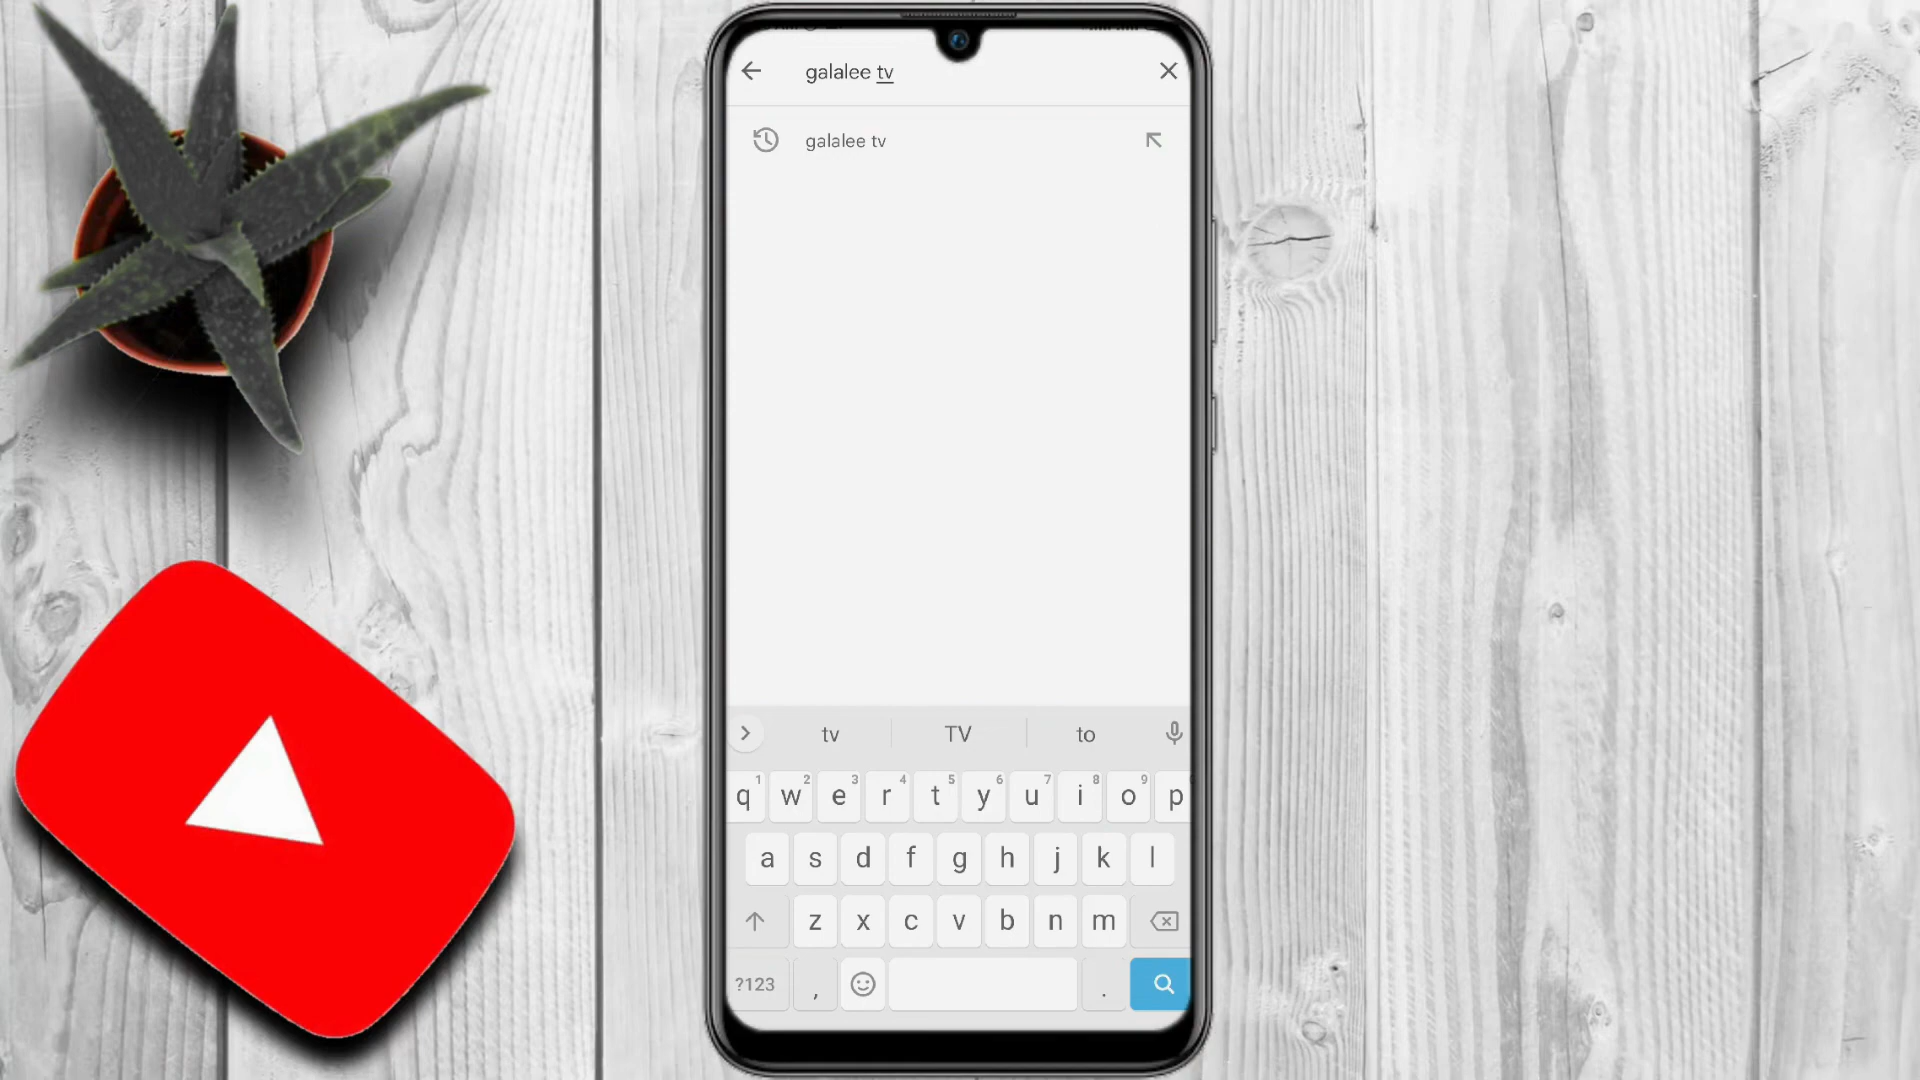 galalee tv
galalee tv
tv TV to
1 2 3 4 5 6 7 8 9
q w e r t y u i o p
a s d f g h j k l
z x c v b n m
?123 , .